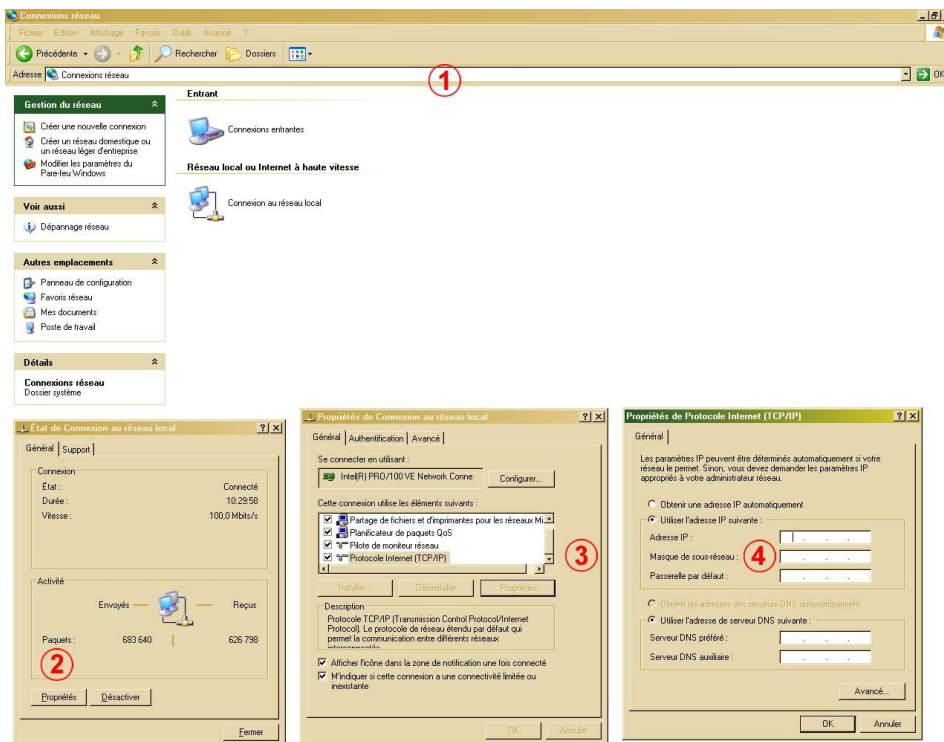 Connexions réseau
Fichier Edition Affichage Favoris Outils Avancé ?
Précédente Rechercher Dossiers
Adresse Connexions réseau OK
1
Gestion du réseau
Créer une nouvelle connexion
Créer un réseau domestique ou
un réseau léger d'entreprise
Modifier les paramètres du
Pare-feu Windows
Voir aussi
Dépannage réseau
Autres emplacements
Panneau de configuration
Favoris réseau
Mes documents
Poste de travail
Détails
Connexions réseau
Dossier système
Entrant
Connexions entrantes
Réseau local ou Internet à haute vitesse
Connexion au réseau local
État de Connexion au réseau local
Général Support
Connexion
État : Connecté
Durée : 10:29:58
Vitesse : 100,0 Mbits/s
Activité
Envoyés Reçus
Paquets : 683 640 626 798
2
Propriétés Désactiver
Fermer
Propriétés de Connexion au réseau local
Général Authentification Avancé
Se connecter en utilisant :
Intel(R) PRO/100 VE Network Conne Configurer...
Cette connexion utilise les éléments suivants :
Partage de fichiers et d'imprimantes pour les réseaux Mi
Planificateur de paquets QoS
Pilote de moniteur réseau
Protocole Internet (TCP/IP)
3
Installer... Désinstaller Propriétés
Description
Protocole TCP/IP (Transmission Control Protocol/Internet
Protocol). Le protocole de réseau étendu par défaut qui
permet la communication entre différents réseaux
interconnectés
Afficher l'icône dans la zone de notification une fois connecté
M'indiquer si cette connexion a une connectivité limitée ou
inexistante
OK Annuler
Propriétés de Protocole Internet (TCP/IP)
Général
Les paramètres IP peuvent être déterminés automatiquement si votre
réseau le permet. Sinon, vous devez demander les paramètres IP
appropriés à votre administrateur réseau.
Obtenir une adresse IP automatiquement
Utiliser l'adresse IP suivante :
Adresse IP :
Masque de sous-réseau :
4
Passerelle par défaut :
Obtenir les adresses des serveurs DNS automatiquement
Utiliser l'adresse de serveur DNS suivante :
Serveur DNS préféré :
Serveur DNS auxiliaire :
Avancé...
OK Annuler